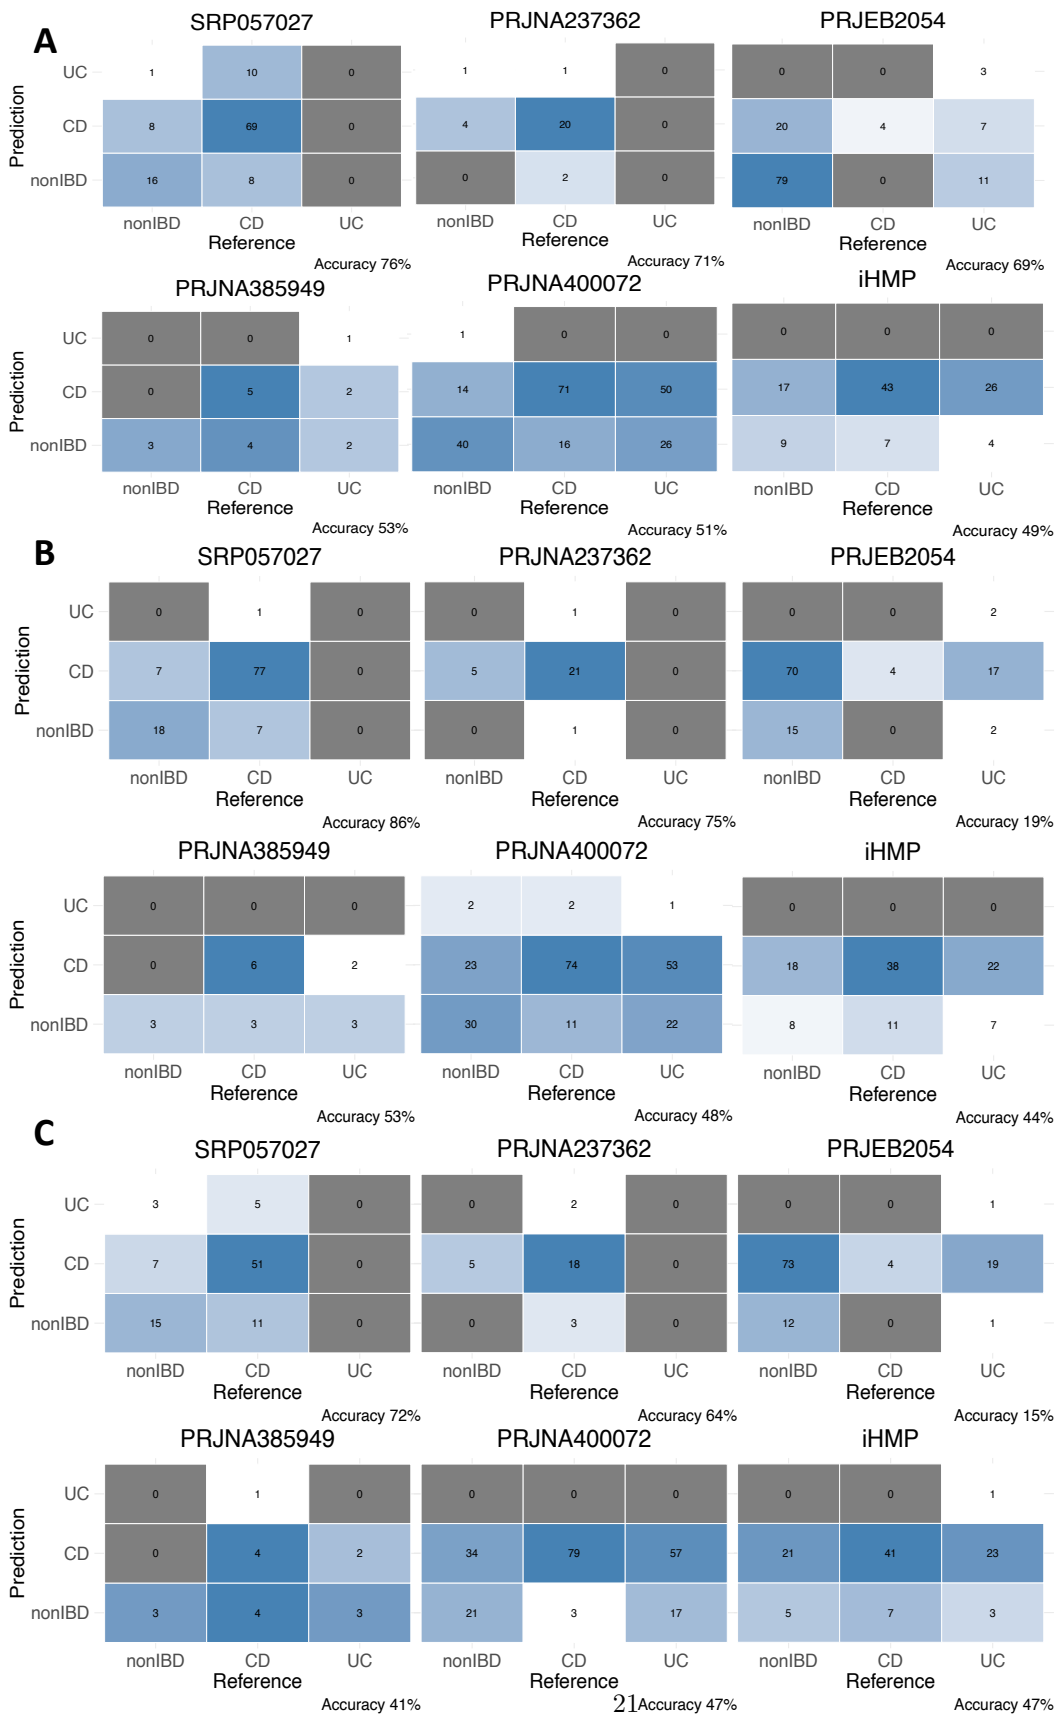 A
SRP057027 PRJNA237362 PRJEB2054
Prediction
UC 1 10 0 1 1 0 0 0 3
CD 8 69 0 4 20 0 20 4 7
nonIBD 16 8 0 0 2 0 79 0 11
nonIBD CD UC nonIBD CD UC nonIBD CD UC
Reference Reference Reference
Accuracy 76% Accuracy 71% Accuracy 69%
PRJNA385949 PRJNA400072 iHMP
Prediction
UC 0 0 1 1 0 0 0 0 0
CD 0 5 2 14 71 50 17 43 26
nonIBD 3 4 2 40 16 26 9 7 4
nonIBD CD UC nonIBD CD UC nonIBD CD UC
Reference Reference Reference
Accuracy 53% Accuracy 51% Accuracy 49%
B
SRP057027 PRJNA237362 PRJEB2054
Prediction
UC 0 1 0 0 1 0 0 0 2
CD 7 77 0 5 21 0 70 4 17
nonIBD 18 7 0 0 1 0 15 0 2
nonIBD CD UC nonIBD CD UC nonIBD CD UC
Reference Reference Reference
Accuracy 86% Accuracy 75% Accuracy 19%
PRJNA385949 PRJNA400072 iHMP
Prediction
UC 0 0 0 2 2 1 0 0 0
CD 0 6 2 23 74 53 18 38 22
nonIBD 3 3 3 30 11 22 8 11 7
nonIBD CD UC nonIBD CD UC nonIBD CD UC
Reference Reference Reference
Accuracy 53% Accuracy 48% Accuracy 44%
C
SRP057027 PRJNA237362 PRJEB2054
Prediction
UC 3 5 0 0 2 0 0 0 1
CD 7 51 0 5 18 0 73 4 19
nonIBD 15 11 0 0 3 0 12 0 1
nonIBD CD UC nonIBD CD UC nonIBD CD UC
Reference Reference Reference
Accuracy 72% Accuracy 64% Accuracy 15%
PRJNA385949 PRJNA400072 iHMP
Prediction
UC 0 1 0 0 0 0 0 0 1
CD 0 4 2 34 79 57 21 41 23
nonIBD 3 4 3 21 3 17 5 7 3
nonIBD CD UC nonIBD CD UC nonIBD CD UC
Reference Reference Reference
Accuracy 41% 21 Accuracy 47% Accuracy 47%